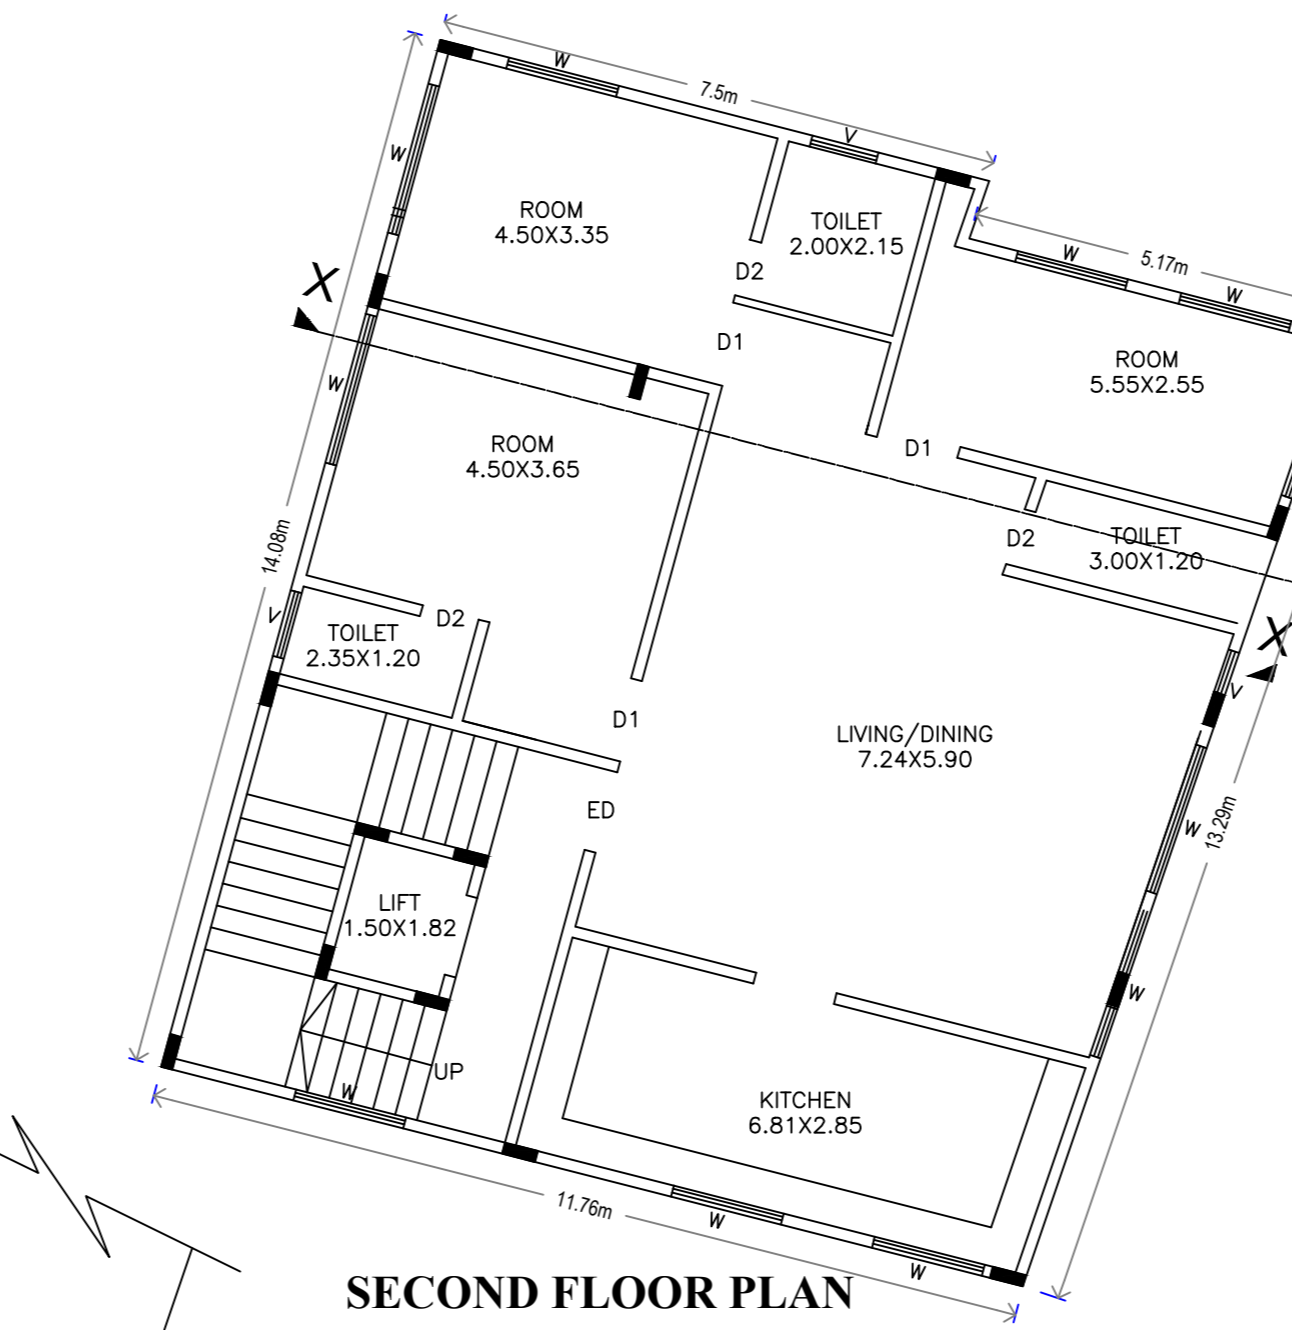 W
7.5m
V
W
ROOM
4.50X3.35
TOILET
2.00X2.15
W
5.17m
W
D2
X
D1
ROOM
5.55X2.55
W
ROOM
4.50X3.65
D1
14.08m
D2
TOILET
3.00X1.20
V
D2
TOILET
2.35X1.20
X
V
D1
LIVING/DINING
7.24X5.90
ED
W
13.29m
LIFT
1.50X1.82
W
UP
W
KITCHEN
6.81X2.85
11.76m
W
W
SECOND FLOOR PLAN